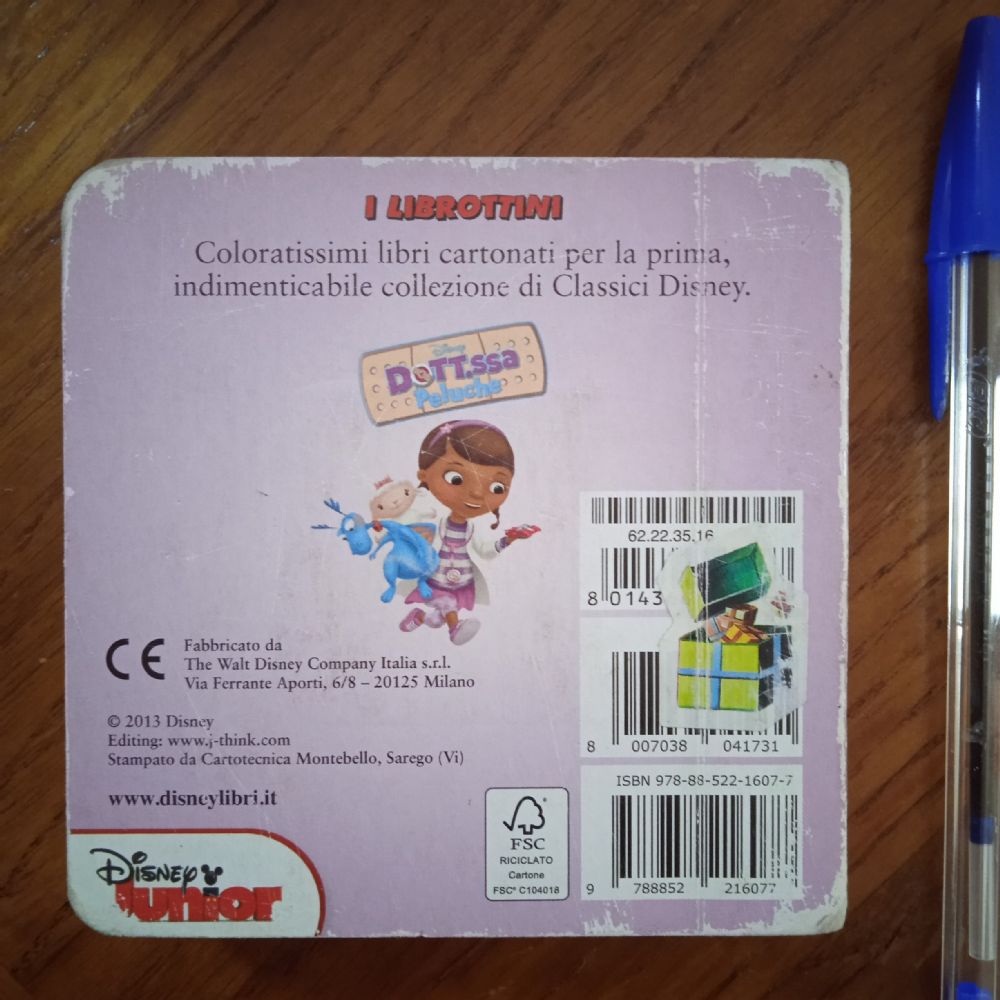 I LIBROTTINI
Coloratissimi libri cartonati per la prima,
indimenticabile collezione di Classici Disney.
Disney
DOTT.ssa
Peluche
62.22.35.16
8 0143
CE
Fabbricato da
The Walt Disney Company Italia s.r.l.
Via Ferrante Aporti, 6/8 – 20125 Milano
© 2013 Disney
Editing: www.j-think.com
Stampato da Cartotecnica Montebello, Sarego (Vi)
www.disneylibri.it
8 007038 041731
ISBN 978-88-522-1607-7
9 788852 216077
FSC
RICICLATO
Cartone
FSC® C104018
Disney
Junior